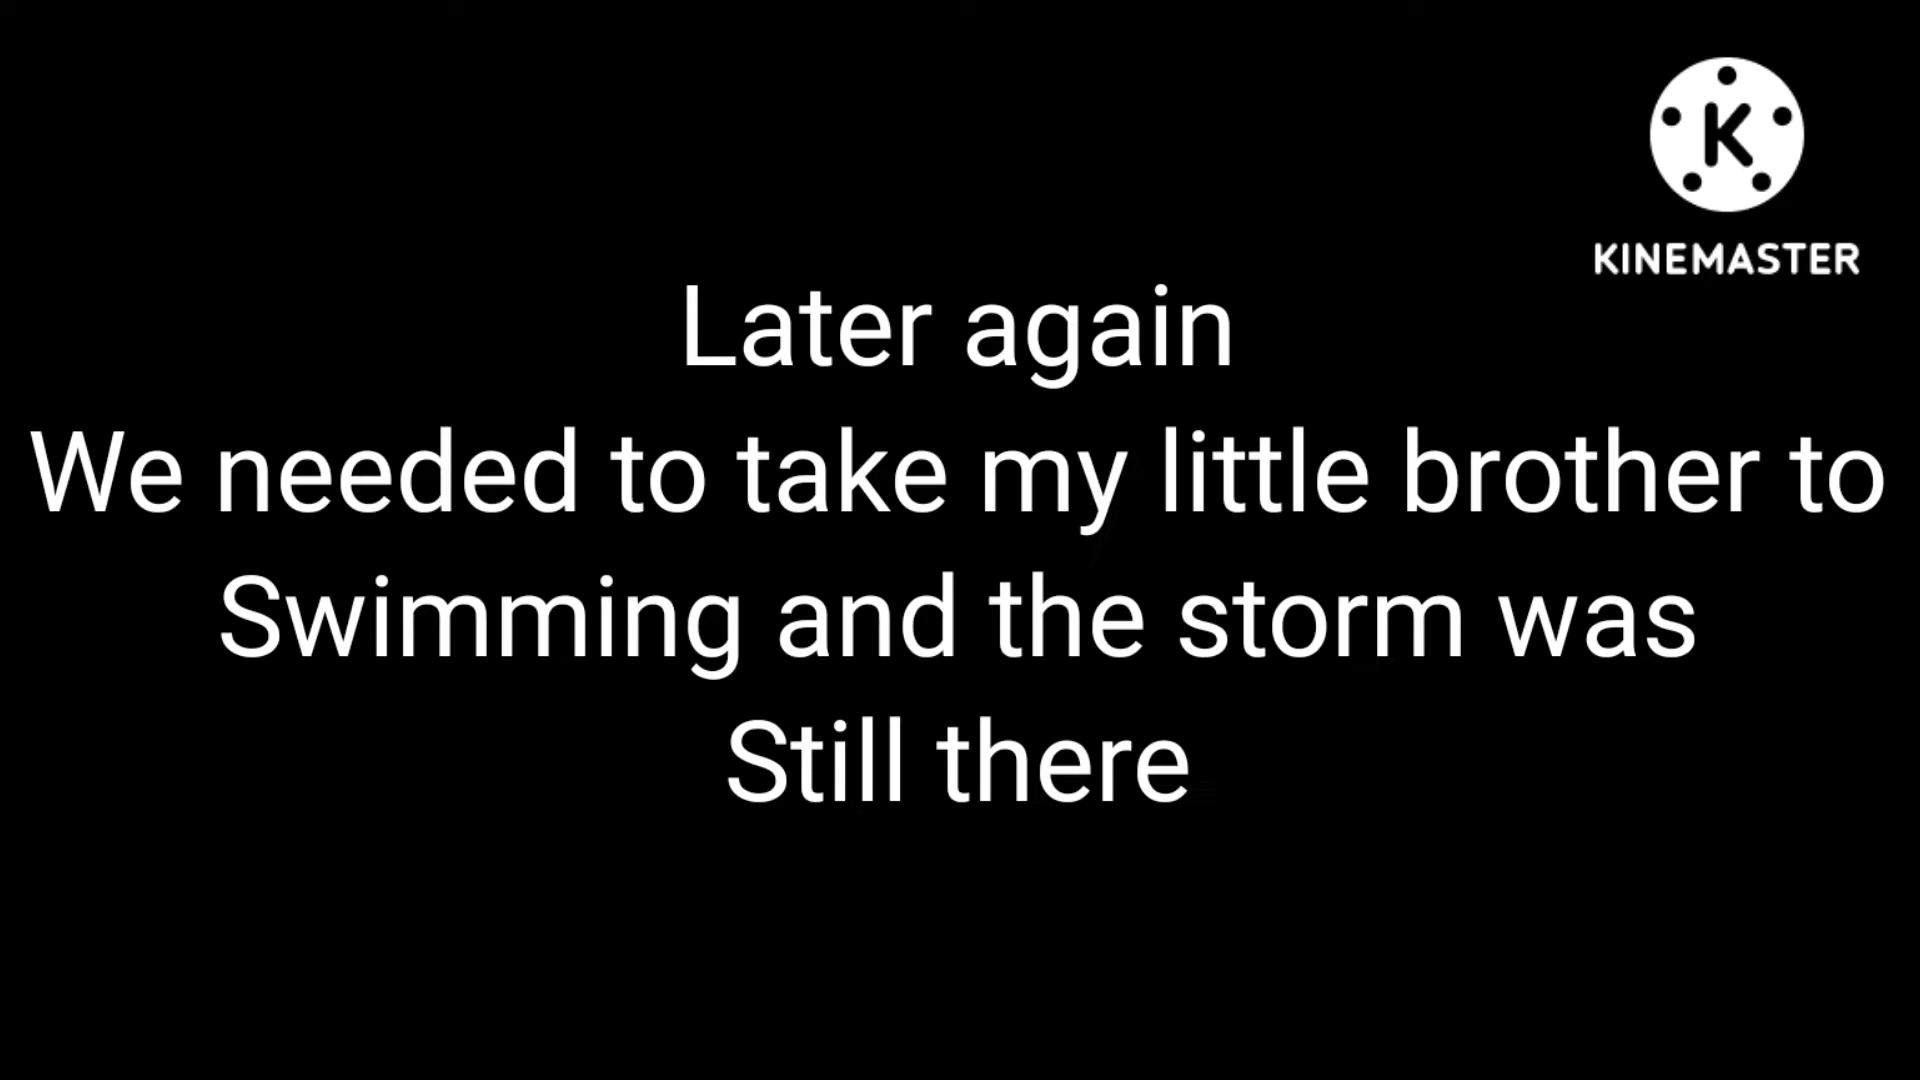 K
KINEMASTER
Later again
We needed to take my little brother to
Swimming and the storm was
Still there